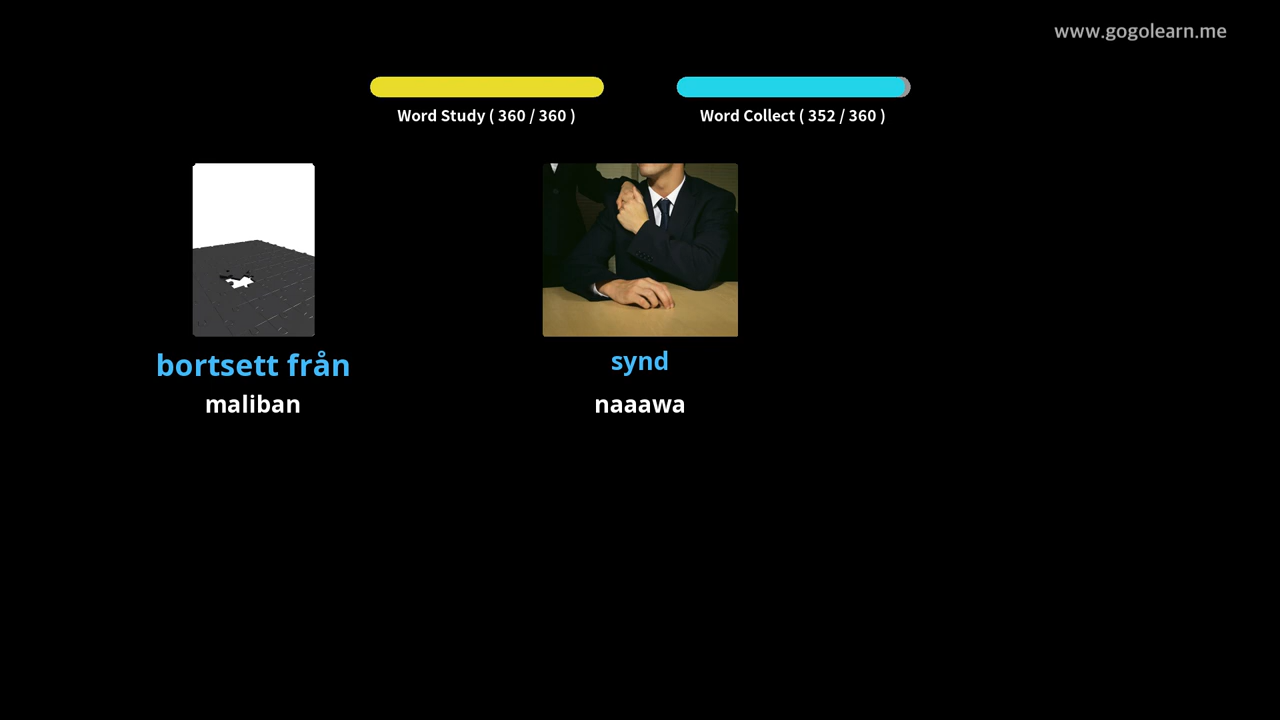 www.gogolearn.me
Word Study ( 360 / 360 )
Word Collect ( 352 / 360 )
bortsett från
maliban
synd
naaawa